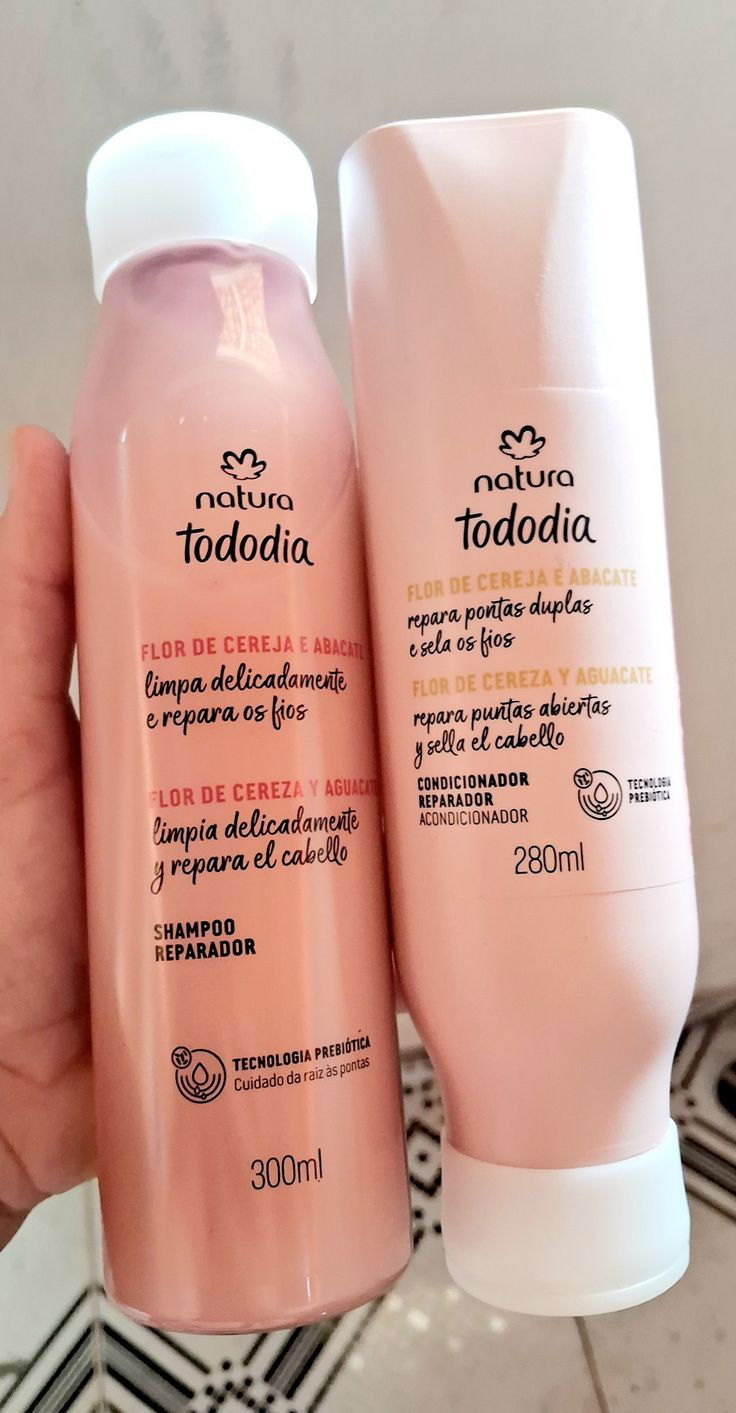 natura
tododia
FLOR DE CEREJA E ABACATE
limpa delicadamente
e repara os fios
FLOR DE CEREZA Y AGUACATE
limpia delicadamente
y repara el cabello
SHAMPOO
REPARADOR
TECNOLOGIA PREBIÓTICA
Cuidado da raiz às pontas
300ml
natura
tododia
FLOR DE CEREJA E ABACATE
repara pontas duplas
e sela os fios
FLOR DE CEREZA Y AGUACATE
repara puntas abiertas
y sella el cabello
CONDICIONADOR
REPARADOR
ACONDICIONADOR
TECNOLOGIA
PREBIÓTICA
280ml